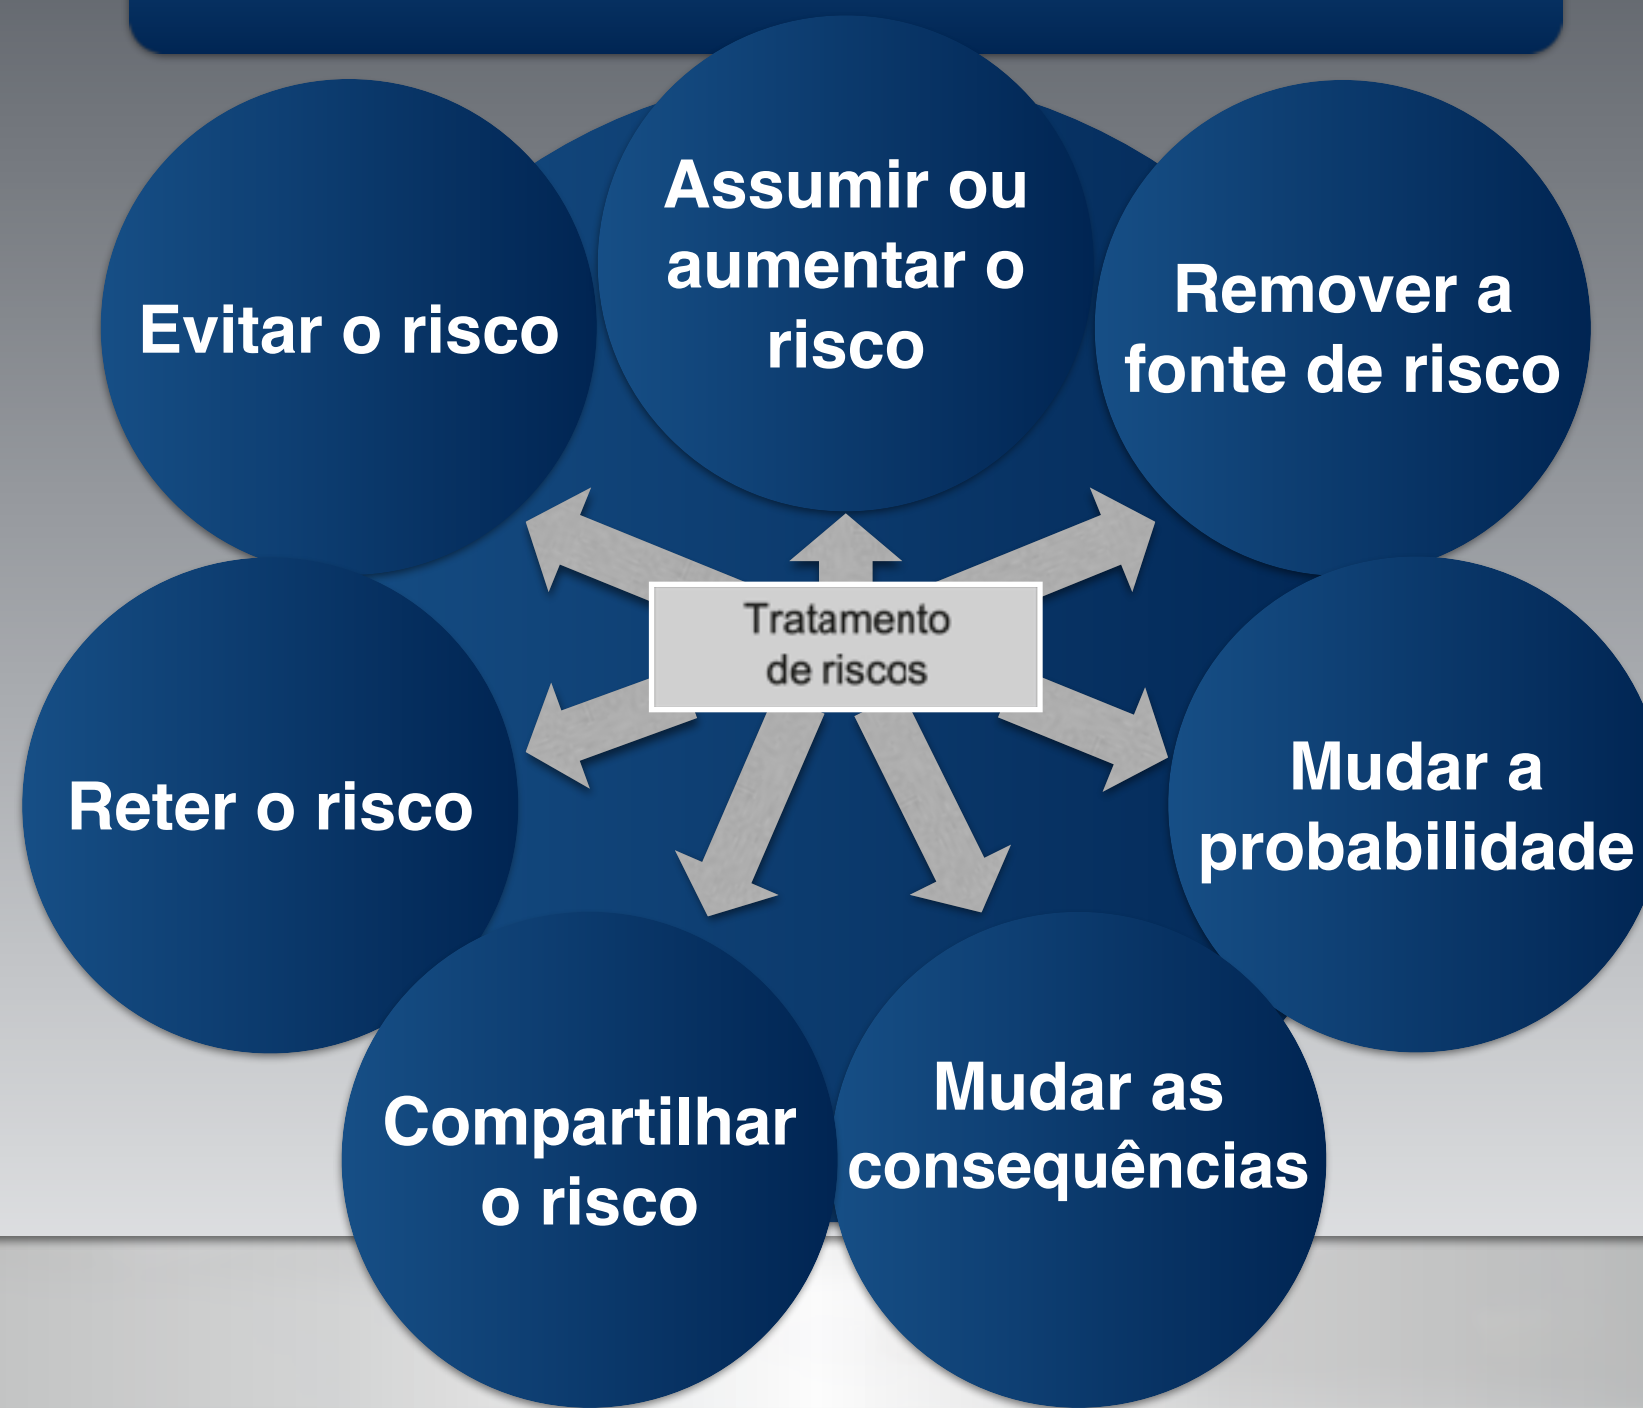 Assumir ou
aumentar o
risco
Evitar o risco
Remover a
fonte de risco
Tratamento
de riscos
Reter o risco
Mudar a
probabilidade
Compartilhar
o risco
Mudar as
consequências